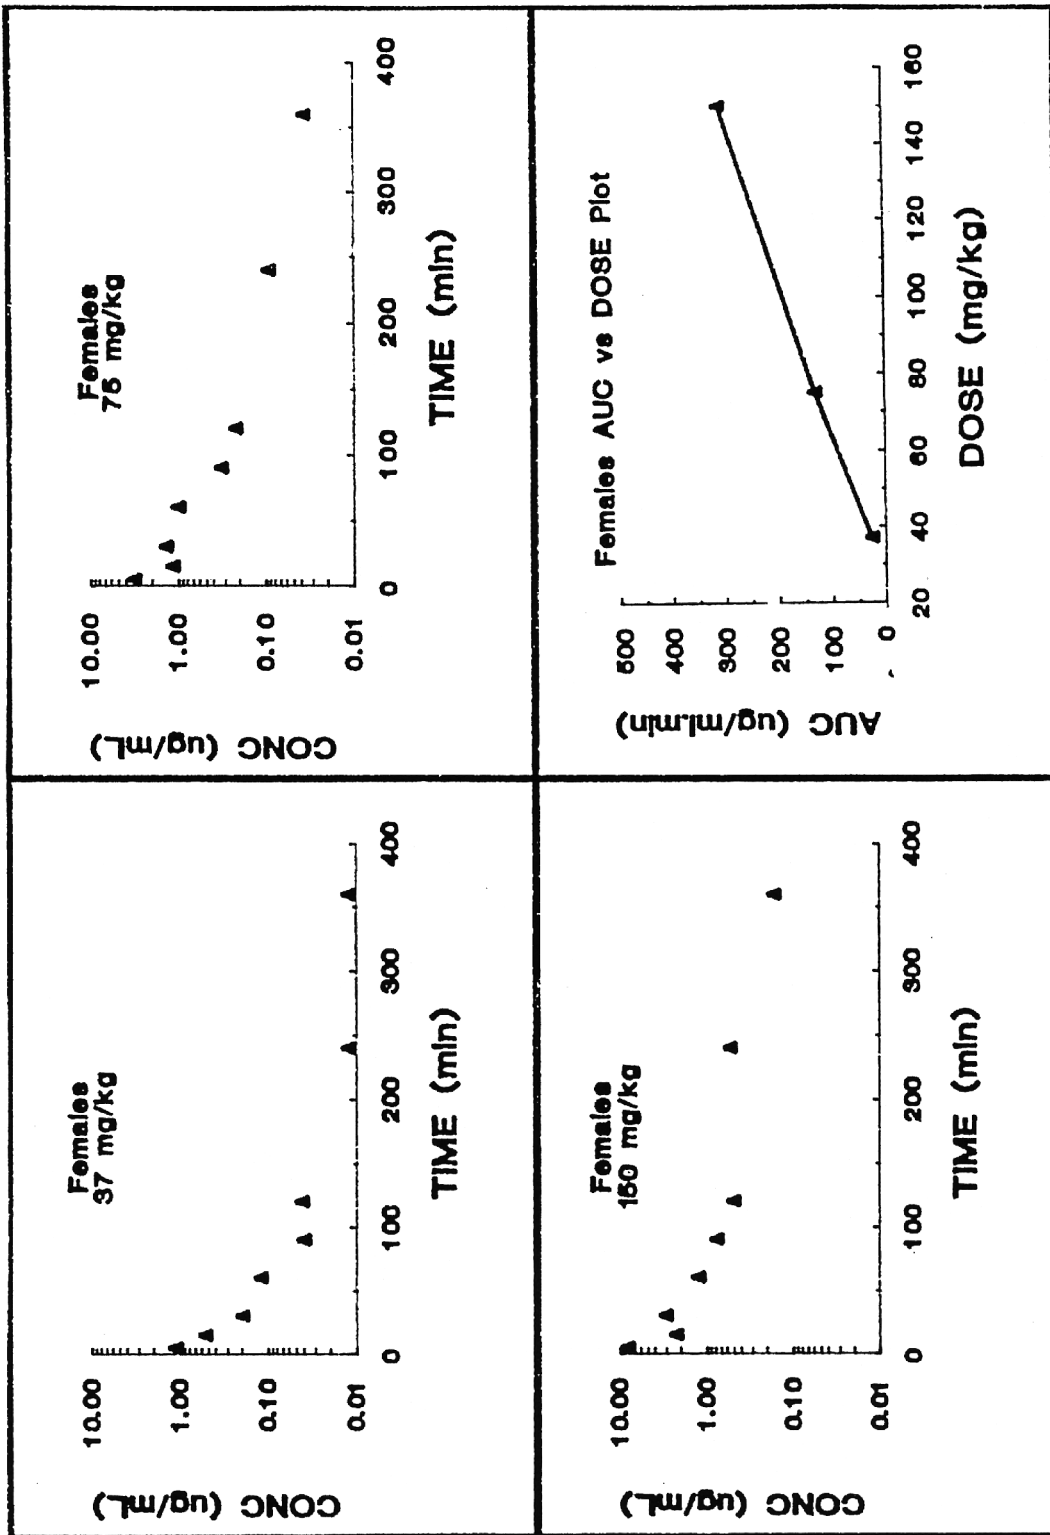 Females
37 mg/kg
CONC (ug/mL)
10.00
1.00
0.10
0.01
0
100
200
300
400
TIME (min)
Females
75 mg/kg
CONC (ug/mL)
10.00
1.00
0.10
0.01
0
100
200
300
400
TIME (min)
Females
150 mg/kg
CONC (ug/mL)
10.00
1.00
0.10
0.01
0
100
200
300
400
TIME (min)
Females AUC vs DOSE Plot
AUC (ug/ml.min)
500
400
300
200
100
0
20
40
60
80
100
120
140
160
DOSE (mg/kg)